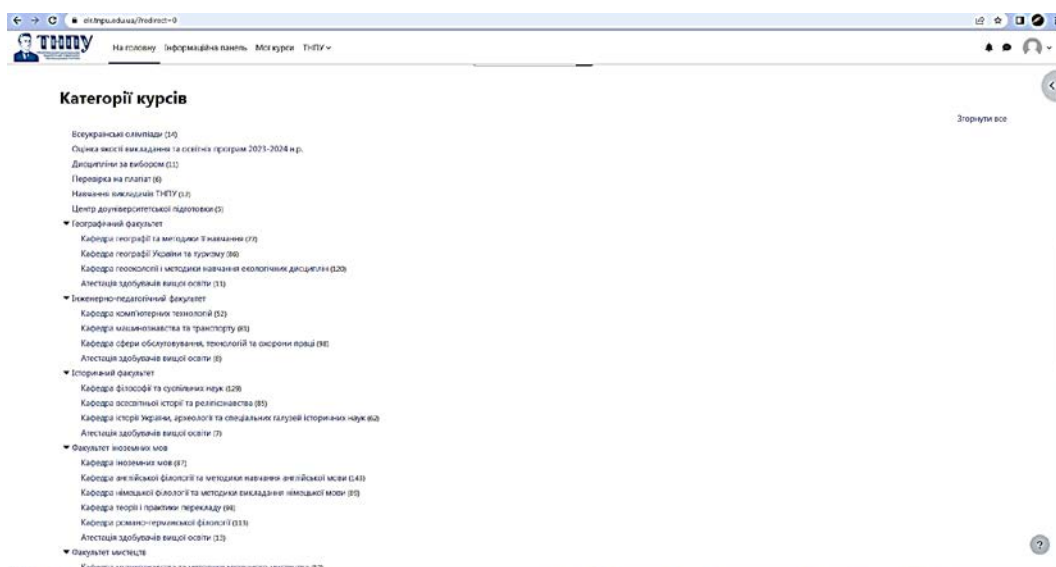 elr.tnpu.edu.ua/?redirect=0
ТНПУ
На головну Інформаційна панель Мої курси ТНПУ
Категорії курсів
Згорнути все
Всеукраїнські олімпіади (14)
Оцінка якості викладання та освітніх програм 2023-2024 н.р.
Дисципліни за вибором (11)
Перевірка на плагіат (6)
Навчання викладачів ТНПУ (12)
Центр доуніверситетської підготовки (5)
Географічний факультет
Кафедра географії та методики її навчання (77)
Кафедра географії України та туризму (86)
Кафедра геоекології і методики навчання екологічних дисциплін (120)
Атестація здобувачів вищої освіти (11)
Інженерно-педагогічний факультет
Кафедра комп'ютерних технологій (52)
Кафедра машинознавства та транспорту (81)
Кафедра сфери обслуговування, технологій та охорони праці (98)
Атестація здобувачів вищої освіти (6)
Історичний факультет
Кафедра філософії та суспільних наук (129)
Кафедра всесвітньої історії та релігієзнавства (85)
Кафедра історії України, археології та спеціальних галузей історичних наук (62)
Атестація здобувачів вищої освіти (7)
Факультет іноземних мов
Кафедра іноземних мов (87)
Кафедра англійської філології та методики навчання англійської мови (143)
Кафедра німецької філології та методики викладання німецької мови (89)
Кафедра теорії і практики перекладу (98)
Кафедра романо-германської філології (113)
Атестація здобувачів вищої освіти (13)
Факультет мистецтв